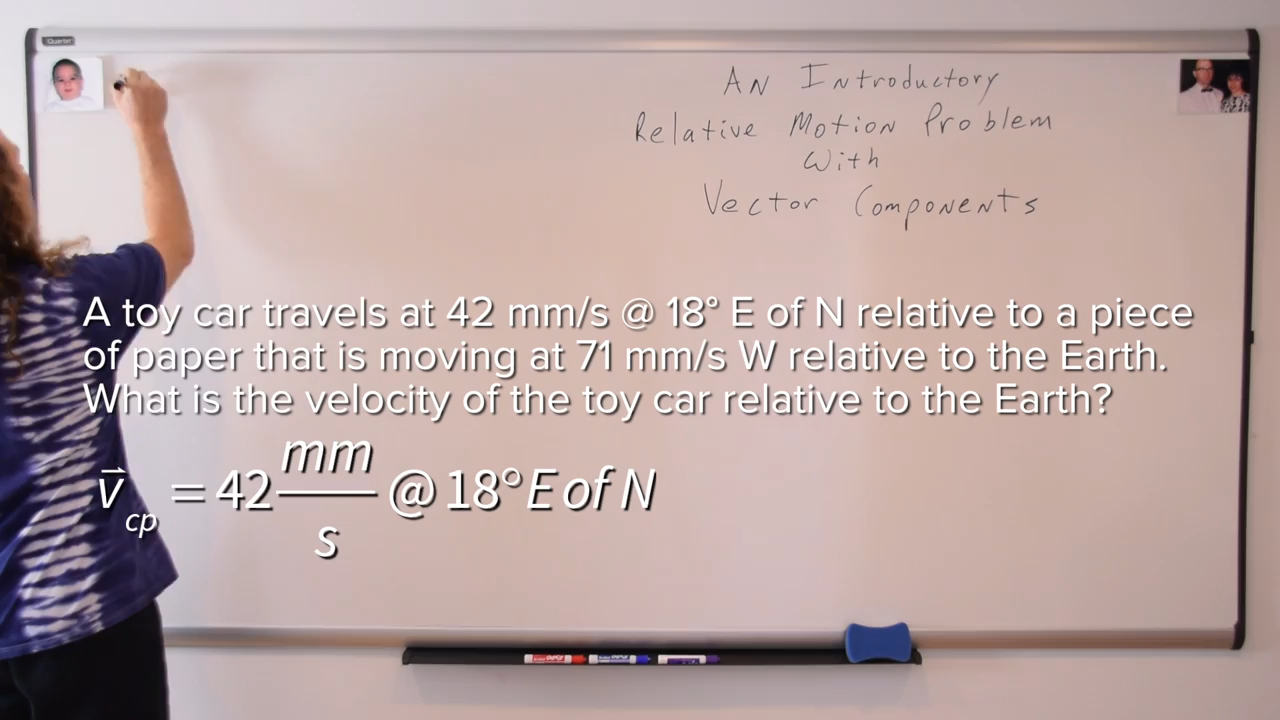 Quartet
An Introductory
Relative Motion Problem
With
Vector Components
A toy car travels at 42 mm/s @ 18° E of N relative to a piece
of paper that is moving at 71 mm/s W relative to the Earth.
What is the velocity of the toy car relative to the Earth?
v⃗_cp = 42 mm/s @ 18° E of N